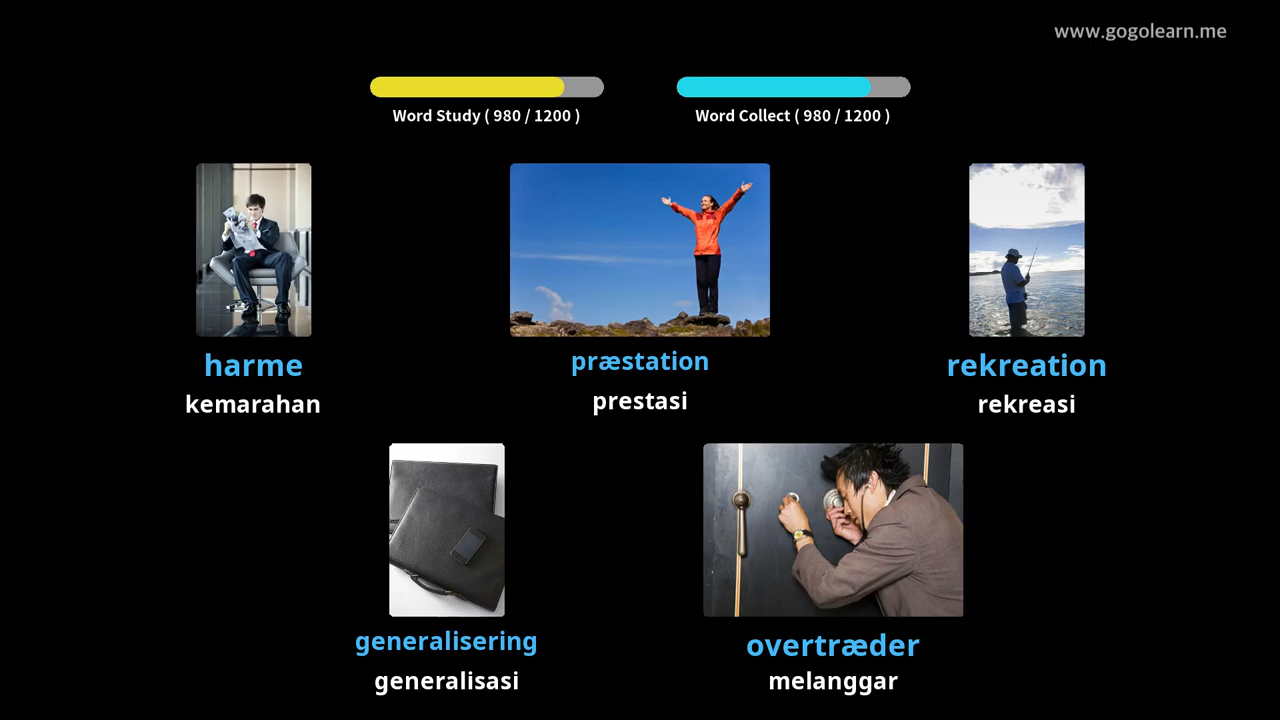 www.gogolearn.me
Word Study ( 980 / 1200 )
Word Collect ( 980 / 1200 )
harme
kemarahan
præstation
prestasi
rekreation
rekreasi
generalisering
generalisasi
overtræder
melanggar